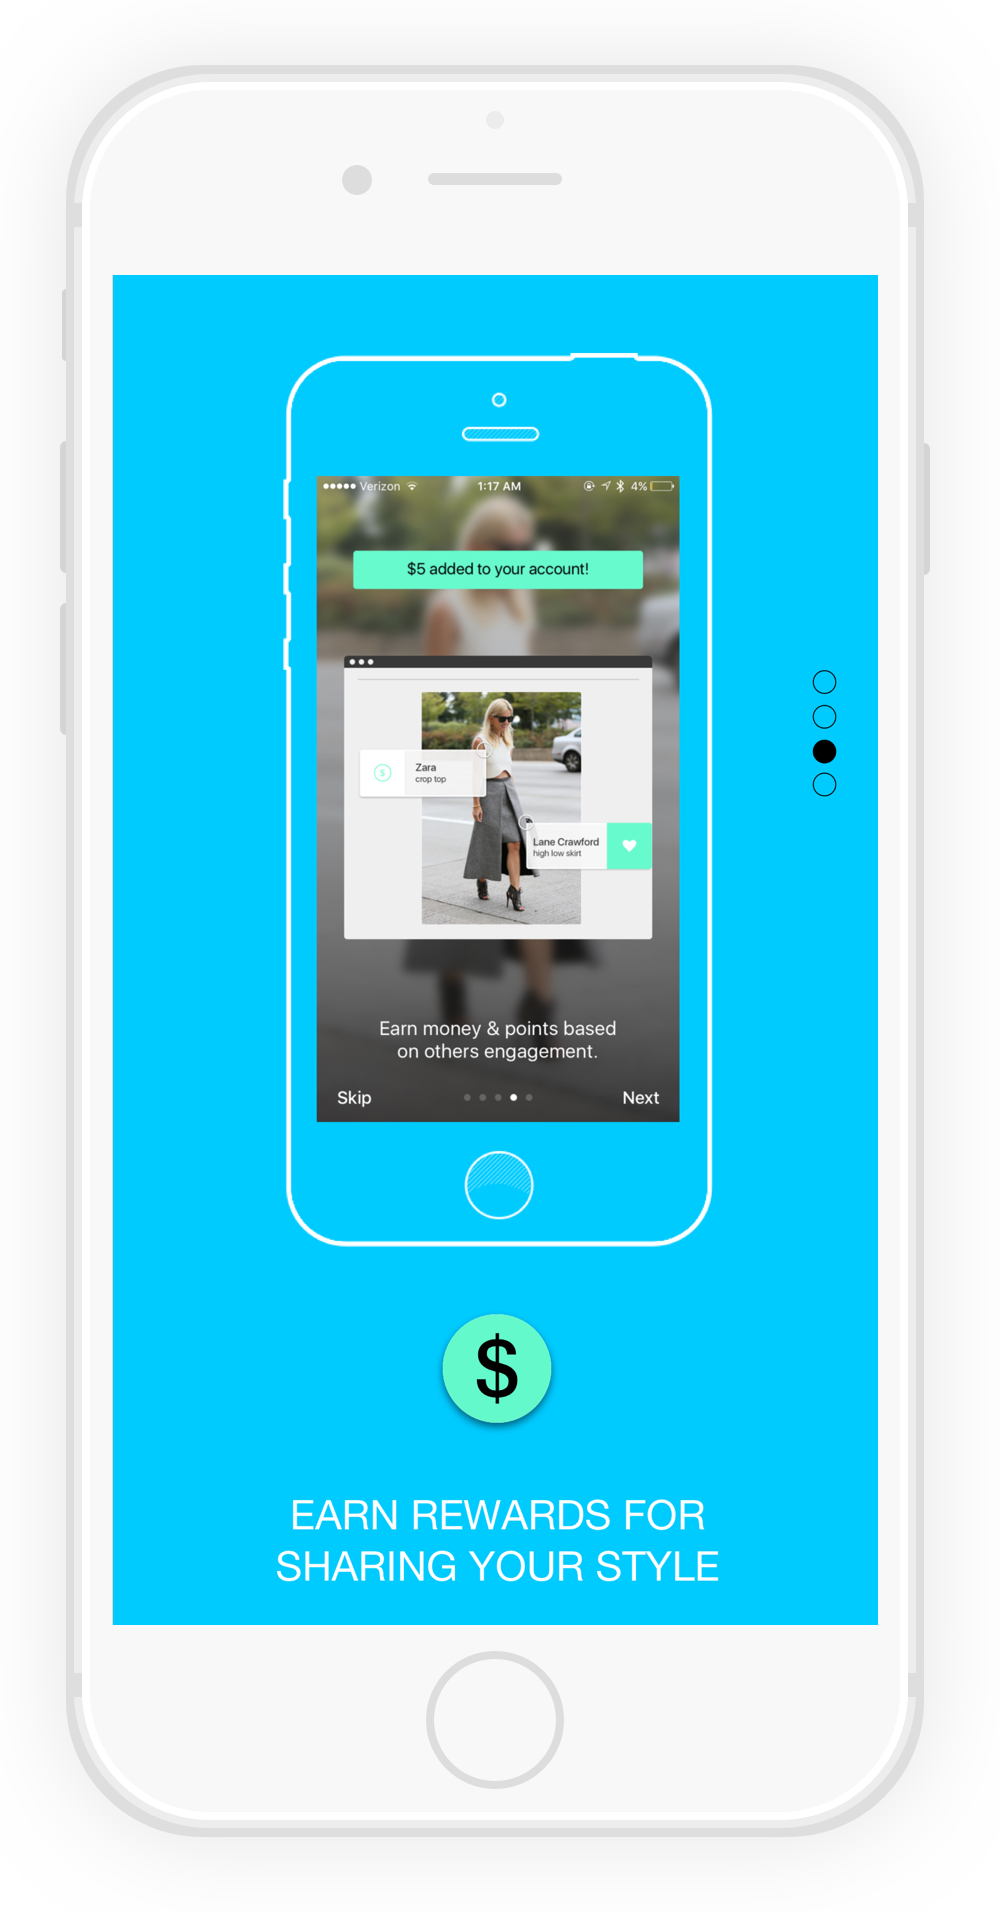 Verizon 1:17 AM 4%
$5 added to your account!
$
Zara
crop top
Lane Crawford
high low skirt
Earn money & points based
on others engagement.
Skip Next
$
EARN REWARDS FOR
SHARING YOUR STYLE